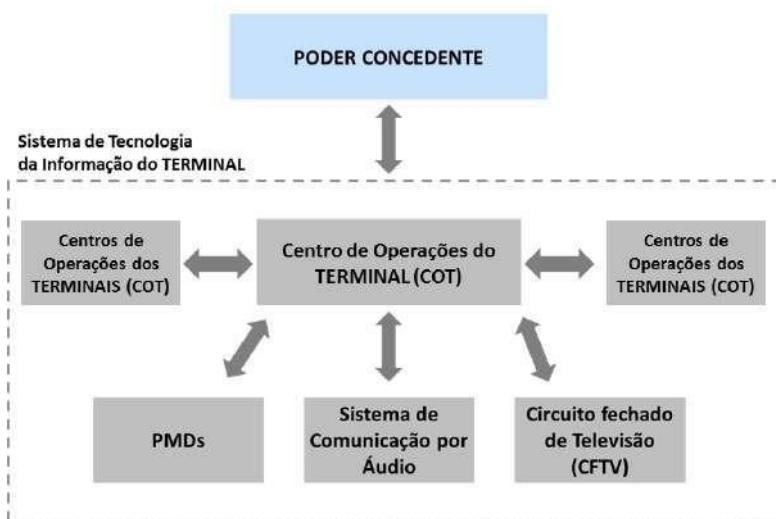 PODER CONCEDENTE
Sistema de Tecnologia
da Informação do TERMINAL
Centros de
Operações dos
TERMINAIS (COT)
Centro de Operações do
TERMINAL (COT)
Centros de
Operações dos
TERMINAIS (COT)
PMDs
Sistema de
Comunicação por
Áudio
Circuito fechado
de Televisão
(CFTV)